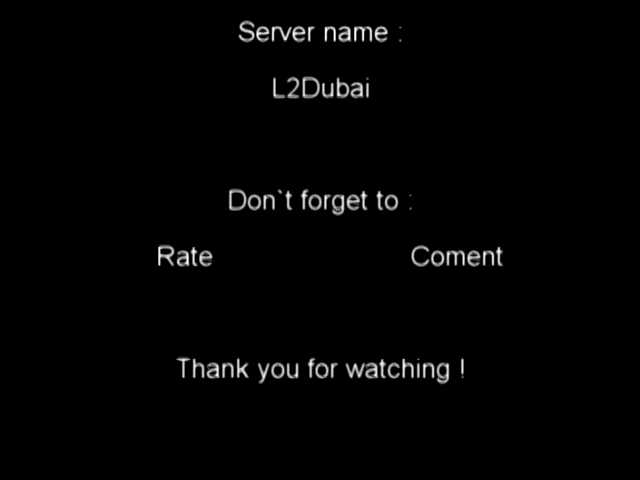 Server name :
L2Dubai
Don`t forget to :
Rate Coment
Thank you for watching !